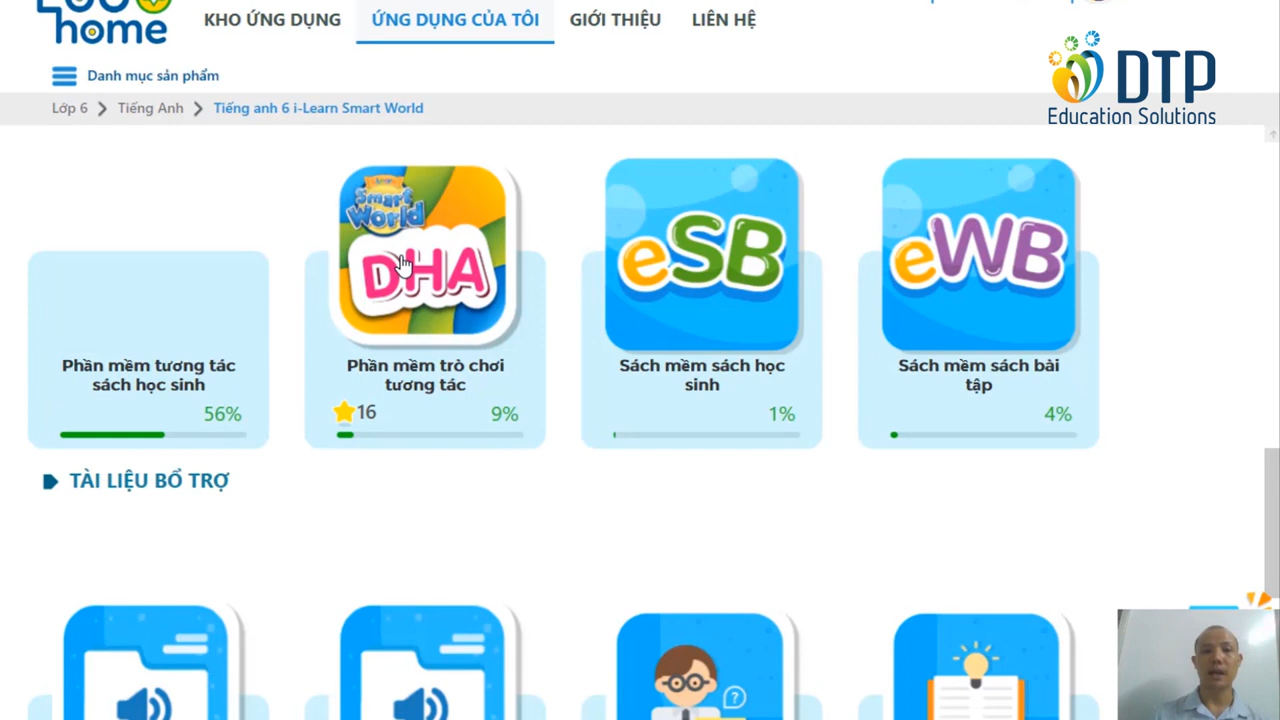 home
KHO ỨNG DỤNG
ỨNG DỤNG CỦA TÔI
GIỚI THIỆU
LIÊN HỆ
Danh mục sản phẩm
DTP
Education Solutions
Lớp 6
Tiếng Anh
Tiếng anh 6 i-Learn Smart World
Smart
World
DHA
eSB
eWB
Phần mềm tương tác
sách học sinh
56%
Phần mềm trò chơi
tương tác
16
9%
Sách mềm sách học
sinh
1%
Sách mềm sách bài
tập
4%
TÀI LIỆU BỔ TRỢ
?